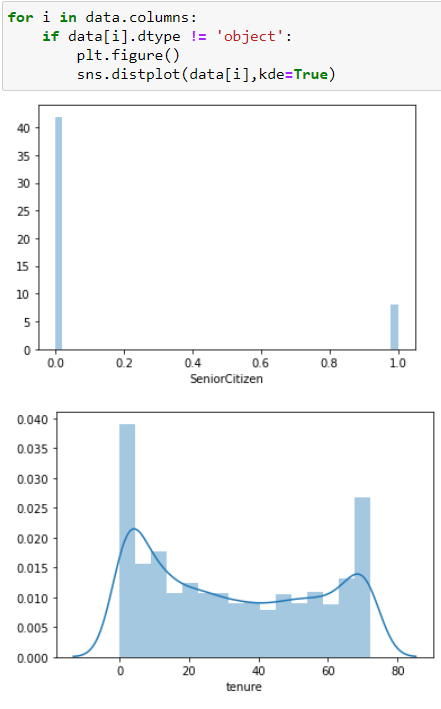 for i in data.columns:
    if data[i].dtype != 'object':
        plt.figure()
        sns.distplot(data[i],kde=True)
40
35
30
25
20
15
10
5
0
0.0 0.2 0.4 0.6 0.8 1.0
SeniorCitizen
0.040
0.035
0.030
0.025
0.020
0.015
0.010
0.005
0.000
0 20 40 60 80
tenure